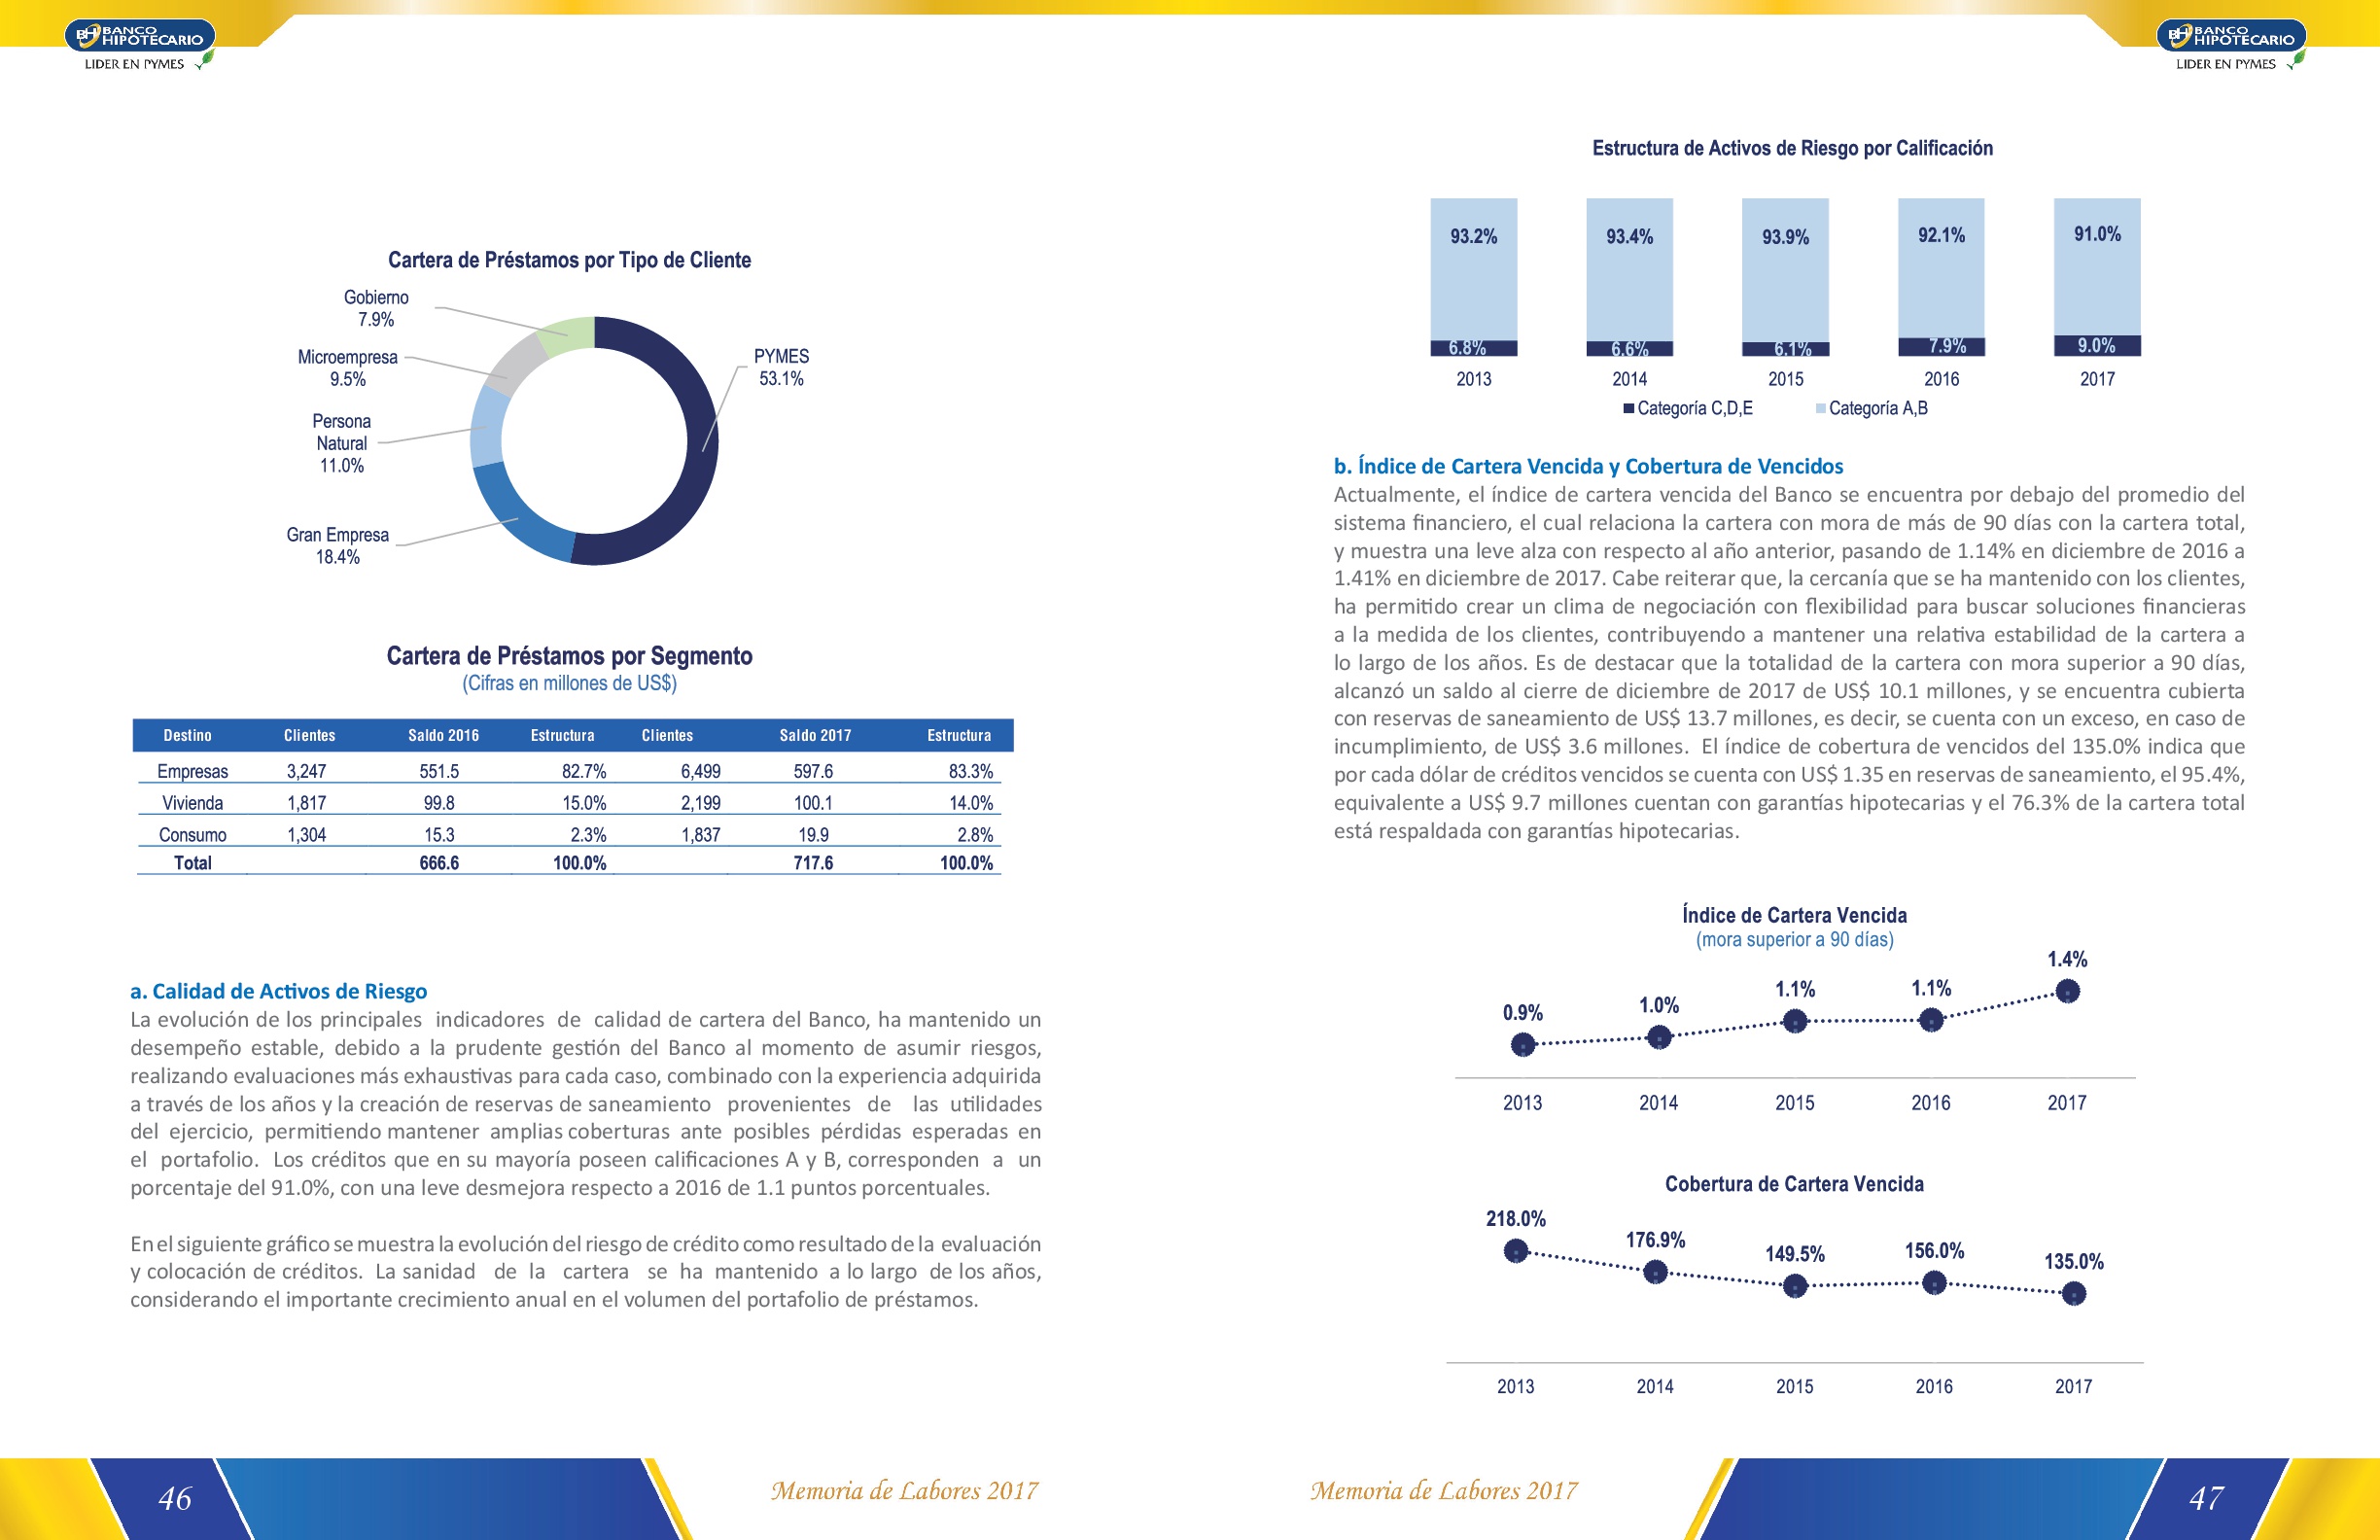 BH BANCO
HIPOTECARIO
LIDER EN PYMES
Cartera de Préstamos por Tipo de Cliente
Gobierno
7.9%
Microempresa
9.5%
Persona
Natural
11.0%
Gran Empresa
18.4%
PYMES
53.1%
Cartera de Préstamos por Segmento
(Cifras en millones de US$)
Destino Clientes Saldo 2016 Estructura Clientes Saldo 2017 Estructura
Empresas 3,247 551.5 82.7% 6,499 597.6 83.3%
Vivienda 1,817 99.8 15.0% 2,199 100.1 14.0%
Consumo 1,304 15.3 2.3% 1,837 19.9 2.8%
Total 666.6 100.0% 717.6 100.0%
a. Calidad de Activos de Riesgo
La evolución de los principales indicadores de calidad de cartera del Banco, ha mantenido un
desempeño estable, debido a la prudente gestión del Banco al momento de asumir riesgos,
realizando evaluaciones más exhaustivas para cada caso, combinado con la experiencia adquirida
a través de los años y la creación de reservas de saneamiento provenientes de las utilidades
del ejercicio, permitiendo mantener amplias coberturas ante posibles pérdidas esperadas en
el portafolio. Los créditos que en su mayoría poseen calificaciones A y B, corresponden a un
porcentaje del 91.0%, con una leve desmejora respecto a 2016 de 1.1 puntos porcentuales.
En el siguiente gráfico se muestra la evolución del riesgo de crédito como resultado de la evaluación
y colocación de créditos. La sanidad de la cartera se ha mantenido a lo largo de los años,
considerando el importante crecimiento anual en el volumen del portafolio de préstamos.
46
Memoria de Labores 2017
BH BANCO
HIPOTECARIO
LIDER EN PYMES
Estructura de Activos de Riesgo por Calificación
93.2% 93.4% 93.9% 92.1% 91.0%
6.8% 6.6% 6.1% 7.9% 9.0%
2013 2014 2015 2016 2017
Categoría C,D,E Categoría A,B
b. Índice de Cartera Vencida y Cobertura de Vencidos
Actualmente, el índice de cartera vencida del Banco se encuentra por debajo del promedio del
sistema financiero, el cual relaciona la cartera con mora de más de 90 días con la cartera total,
y muestra una leve alza con respecto al año anterior, pasando de 1.14% en diciembre de 2016 a
1.41% en diciembre de 2017. Cabe reiterar que, la cercanía que se ha mantenido con los clientes,
ha permitido crear un clima de negociación con flexibilidad para buscar soluciones financieras
a la medida de los clientes, contribuyendo a mantener una relativa estabilidad de la cartera a
lo largo de los años. Es de destacar que la totalidad de la cartera con mora superior a 90 días,
alcanzó un saldo al cierre de diciembre de 2017 de US$ 10.1 millones, y se encuentra cubierta
con reservas de saneamiento de US$ 13.7 millones, es decir, se cuenta con un exceso, en caso de
incumplimiento, de US$ 3.6 millones. El índice de cobertura de vencidos del 135.0% indica que
por cada dólar de créditos vencidos se cuenta con US$ 1.35 en reservas de saneamiento, el 95.4%,
equivalente a US$ 9.7 millones cuentan con garantías hipotecarias y el 76.3% de la cartera total
está respaldada con garantías hipotecarias.
Índice de Cartera Vencida
(mora superior a 90 días)
0.9% 1.0% 1.1% 1.1% 1.4%
2013 2014 2015 2016 2017
Cobertura de Cartera Vencida
218.0% 176.9% 149.5% 156.0% 135.0%
2013 2014 2015 2016 2017
Memoria de Labores 2017
47